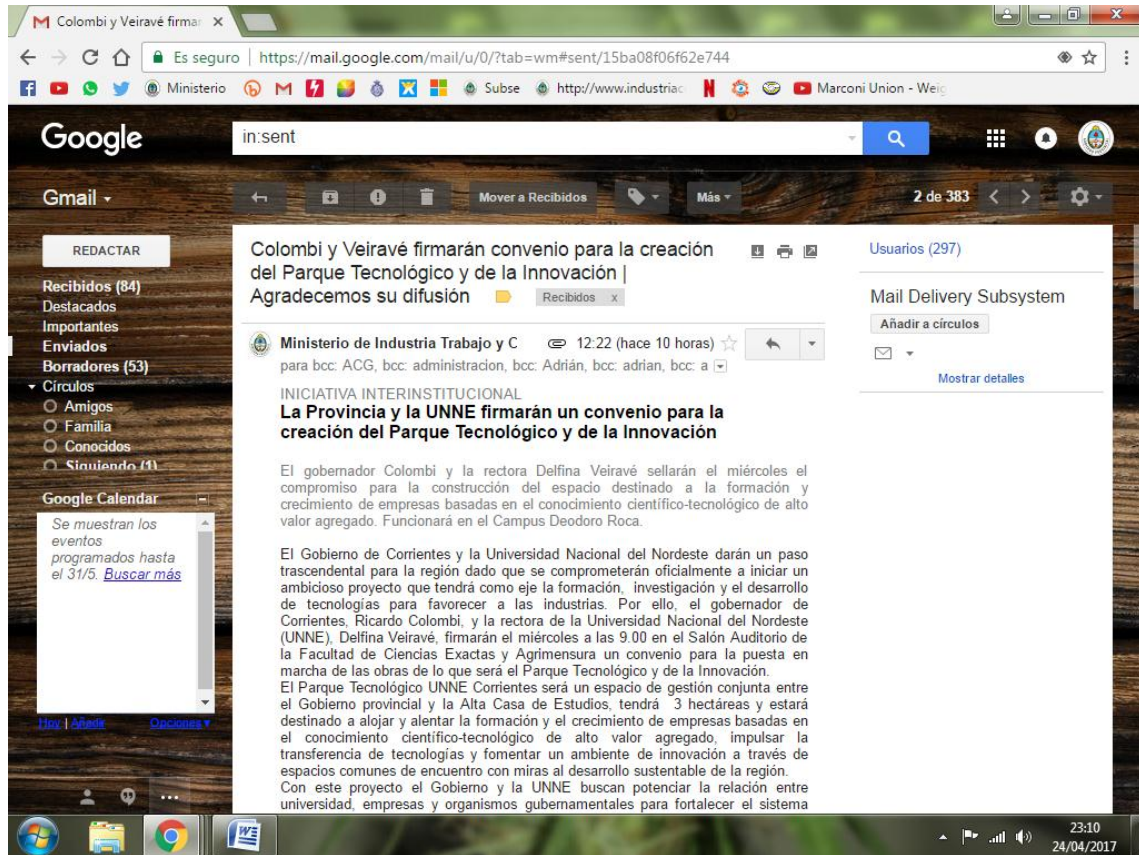 Colombi y Veiravé firmar
Es seguro | https://mail.google.com/mail/u/0/?tab=wm#sent/15ba08f06f62e744
Ministerio
Subse
http://www.industriac
Marconi Union - Weig
Google
in:sent
Gmail
Mover a Recibidos
Más
2 de 383
REDACTAR
Recibidos (84)
Destacados
Importantes
Enviados
Borradores (53)
Círculos
Amigos
Familia
Conocidos
Siguiendo (1)
Google Calendar
Se muestran los
eventos
programados hasta
el 31/5. Buscar más
Hoy | Añadir Opciones
Colombi y Veiravé firmarán convenio para la creación
del Parque Tecnológico y de la Innovación |
Agradecemos su difusión
Recibidos x
Ministerio de Industria Trabajo y C 12:22 (hace 10 horas)
para bcc: ACG, bcc: administracion, bcc: Adrián, bcc: adrian, bcc: a
INICIATIVA INTERINSTITUCIONAL
La Provincia y la UNNE firmarán un convenio para la
creación del Parque Tecnológico y de la Innovación
El gobernador Colombi y la rectora Delfina Veiravé sellarán el miércoles el
compromiso para la construcción del espacio destinado a la formación y
crecimiento de empresas basadas en el conocimiento científico-tecnológico de alto
valor agregado. Funcionará en el Campus Deodoro Roca.
El Gobierno de Corrientes y la Universidad Nacional del Nordeste darán un paso
trascendental para la región dado que se comprometerán oficialmente a iniciar un
ambicioso proyecto que tendrá como eje la formación, investigación y el desarrollo
de tecnologías para favorecer a las industrias. Por ello, el gobernador de
Corrientes, Ricardo Colombi, y la rectora de la Universidad Nacional del Nordeste
(UNNE), Delfina Veiravé, firmarán el miércoles a las 9.00 en el Salón Auditorio de
la Facultad de Ciencias Exactas y Agrimensura un convenio para la puesta en
marcha de las obras de lo que será el Parque Tecnológico y de la Innovación.
El Parque Tecnológico UNNE Corrientes será un espacio de gestión conjunta entre
el Gobierno provincial y la Alta Casa de Estudios, tendrá 3 hectáreas y estará
destinado a alojar y alentar la formación y el crecimiento de empresas basadas en
el conocimiento científico-tecnológico de alto valor agregado, impulsar la
transferencia de tecnologías y fomentar un ambiente de innovación a través de
espacios comunes de encuentro con miras al desarrollo sustentable de la región.
Con este proyecto el Gobierno y la UNNE buscan potenciar la relación entre
universidad, empresas y organismos gubernamentales para fortalecer el sistema
Usuarios (297)
Mail Delivery Subsystem
Añadir a círculos
Mostrar detalles
23:10
24/04/2017